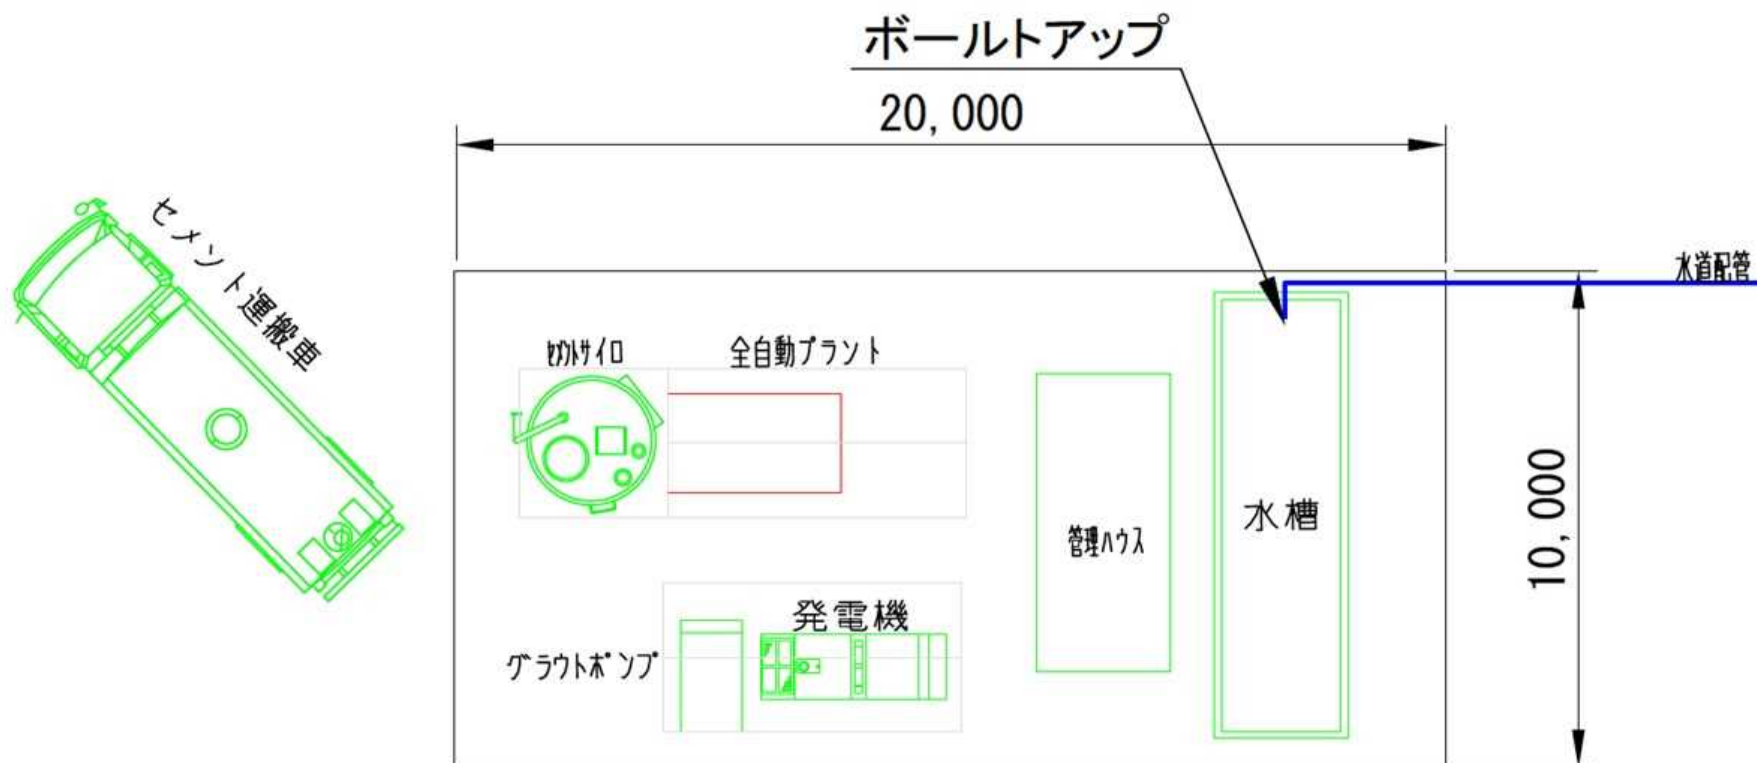 ボールトアップ
20,000
セメント運搬車
水道配管
セメントサイロ
全自動プラント
10,000
水槽
管理ハウス
発電機
グラウトポンプ